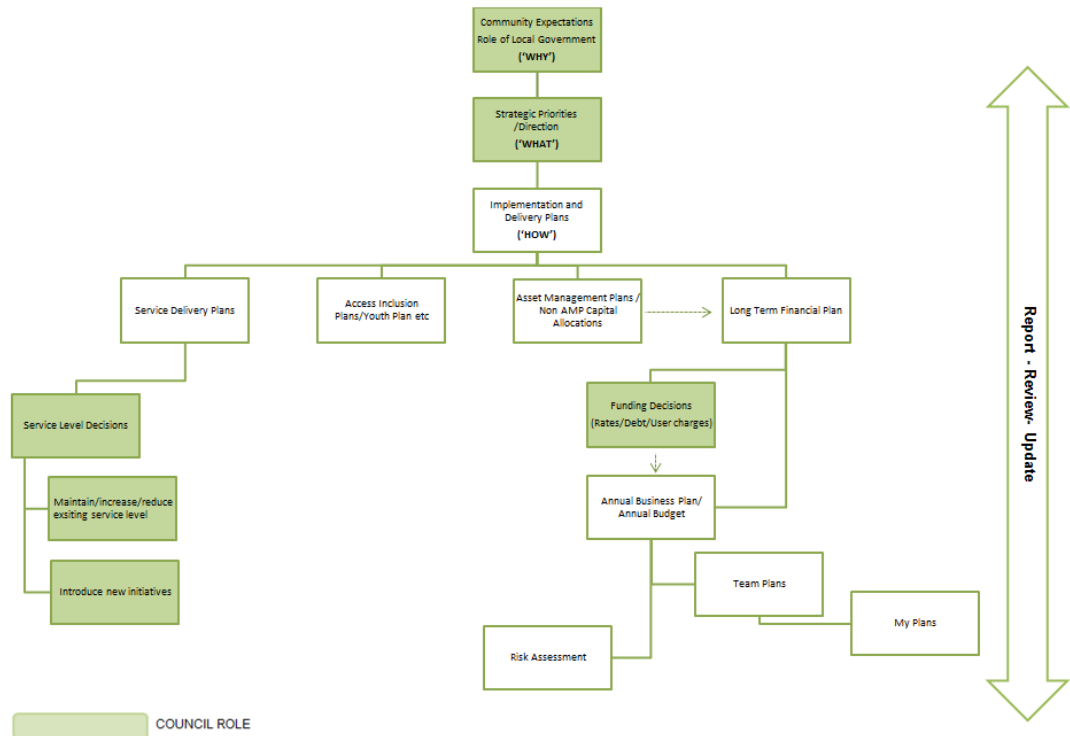 Community Expectations
Role of Local Government
(‘WHY’)
Strategic Priorities
/Direction
(‘WHAT’)
Implementation and
Delivery Plans
(‘HOW’)
Service Delivery Plans
Access Inclusion
Plans/Youth Plan etc
Asset Management Plans /
Non AMP Capital
Allocations
Long Term Financial Plan
Service Level Decisions
Funding Decisions
(Rates/Debt/User charges)
Maintain/increase/reduce
exsiting service level
Annual Business Plan/
Annual Budget
Introduce new initiatives
Team Plans
My Plans
Risk Assessment
Report - Review- Update
COUNCIL ROLE